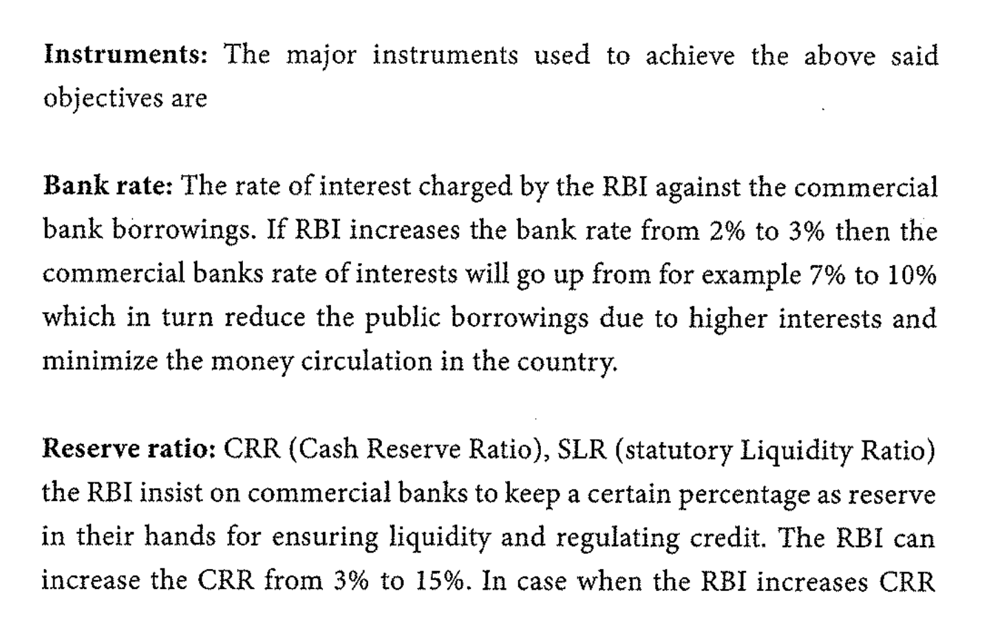 Instruments: The major instruments used to achieve the above said
objectives are
Bank rate: The rate of interest charged by the RBI against the commercial
bank borrowings. If RBI increases the bank rate from 2% to 3% then the
commercial banks rate of interests will go up from for example 7% to 10%
which in turn reduce the public borrowings due to higher interests and
minimize the money circulation in the country.
Reserve ratio: CRR (Cash Reserve Ratio), SLR (statutory Liquidity Ratio)
the RBI insist on commercial banks to keep a certain percentage as reserve
in their hands for ensuring liquidity and regulating credit. The RBI can
increase the CRR from 3% to 15%. In case when the RBI increases CRR